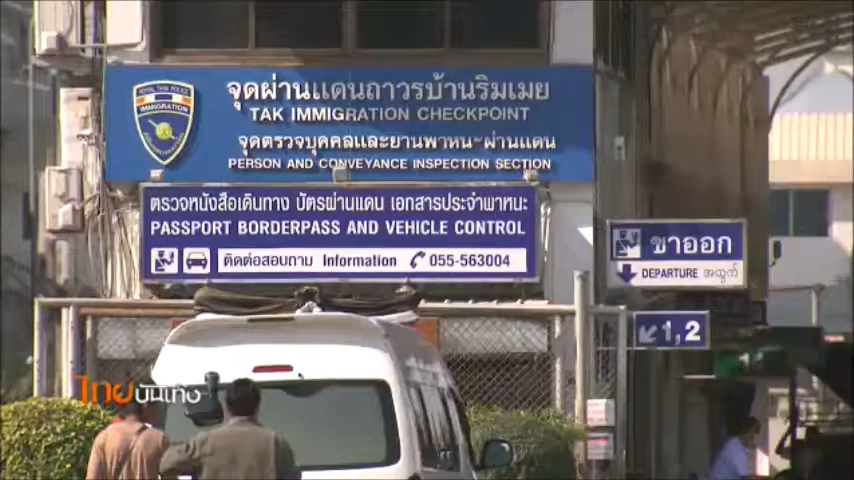 ROYAL THAI POLICE
IMMIGRATION
จุดผ่านแดนถาวรบ้านริมเมย
TAK IMMIGRATION CHECKPOINT
จุดตรวจบุคคลและยานพาหนะผ่านแดน
PERSON AND CONVEYANCE INSPECTION SECTION
ตรวจหนังสือเดินทาง บัตรผ่านแดน เอกสารประจำพาหนะ
PASSPORT BORDERPASS AND VEHICLE CONTROL
ติดต่อสอบถาม Information 055-563004
ขาออก
DEPARTURE
1, 2
ไทยบันเทิง